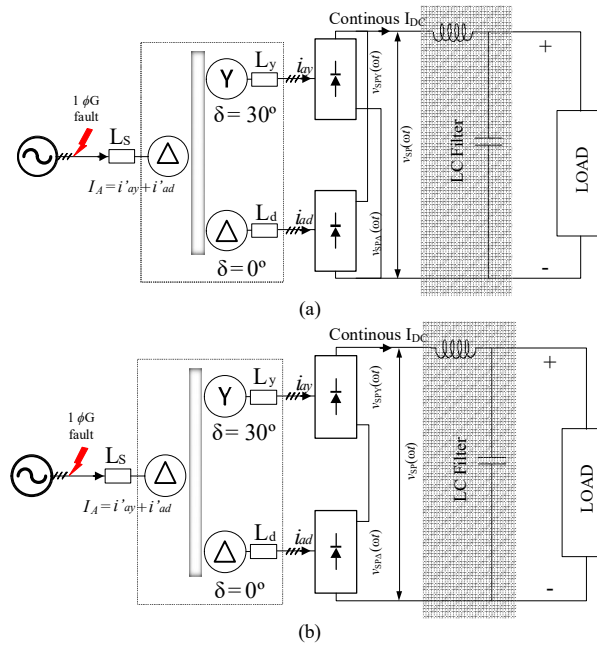 Continous I_DC
1 ϕG
fault
L_S
I_A = i'_ay + i'_ad
Y
L_y
i_ay
δ = 30º
Δ
Δ
L_d
i_ad
δ = 0º
v_SPY(ωt)
v_SP(ωt)
v_SPΔ(ωt)
LC Filter
+
-
LOAD
(a)
Continous I_DC
1 ϕG
fault
L_S
I_A = i'_ay + i'_ad
Y
L_y
i_ay
δ = 30º
Δ
Δ
L_d
i_ad
δ = 0º
v_SPY(ωt)
v_SP(ωt)
v_SPΔ(ωt)
LC Filter
+
-
LOAD
(b)